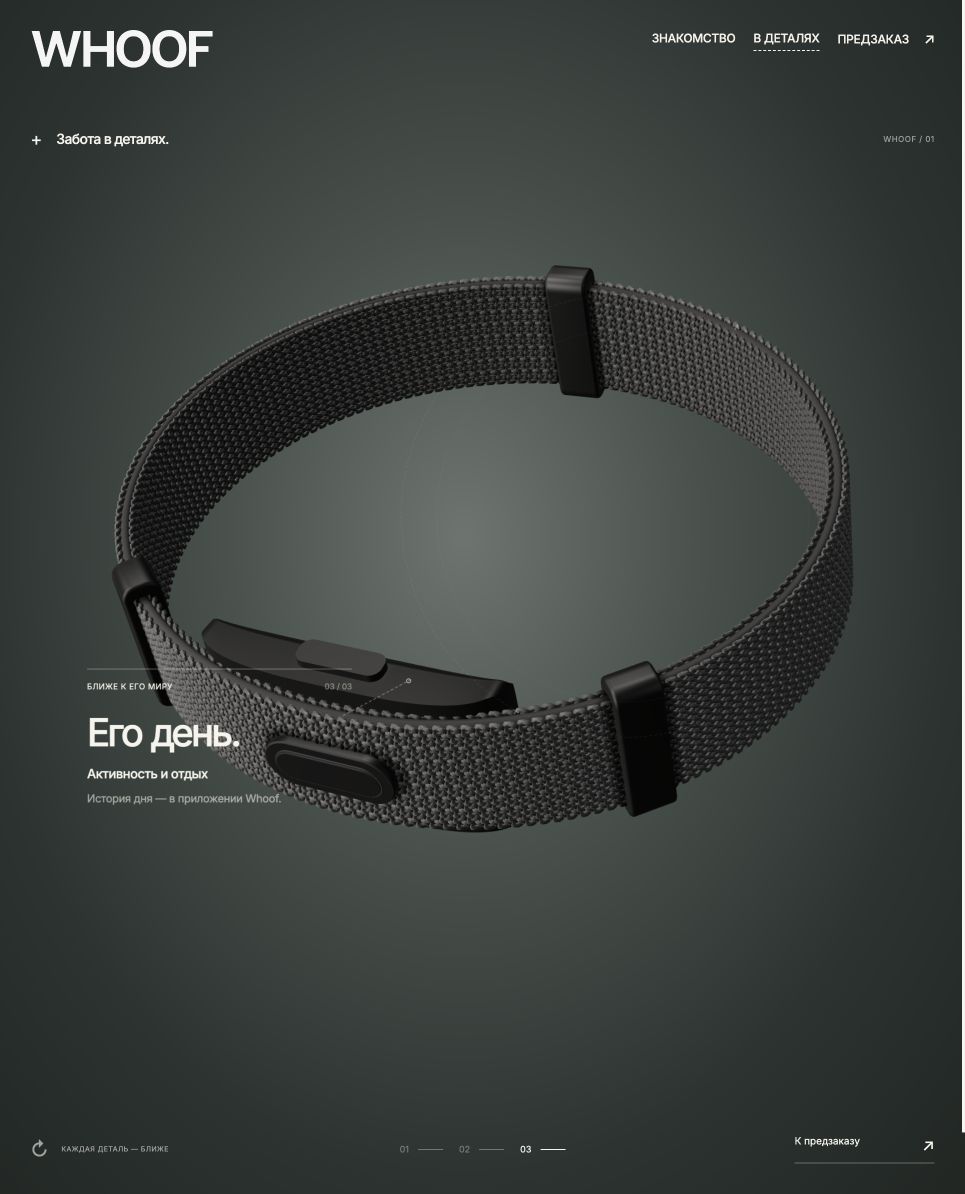 WHOOF
ЗНАКОМСТВО В ДЕТАЛЯХ ПРЕДЗАКАЗ
+ Забота в деталях.
WHOOF / 01
БЛИЖЕ К ЕГО МИРУ
03 / 03
Его день.
Активность и отдых
История дня — в приложении Whoof.
КАЖДАЯ ДЕТАЛЬ — БЛИЖЕ
01 02 03
К предзаказу